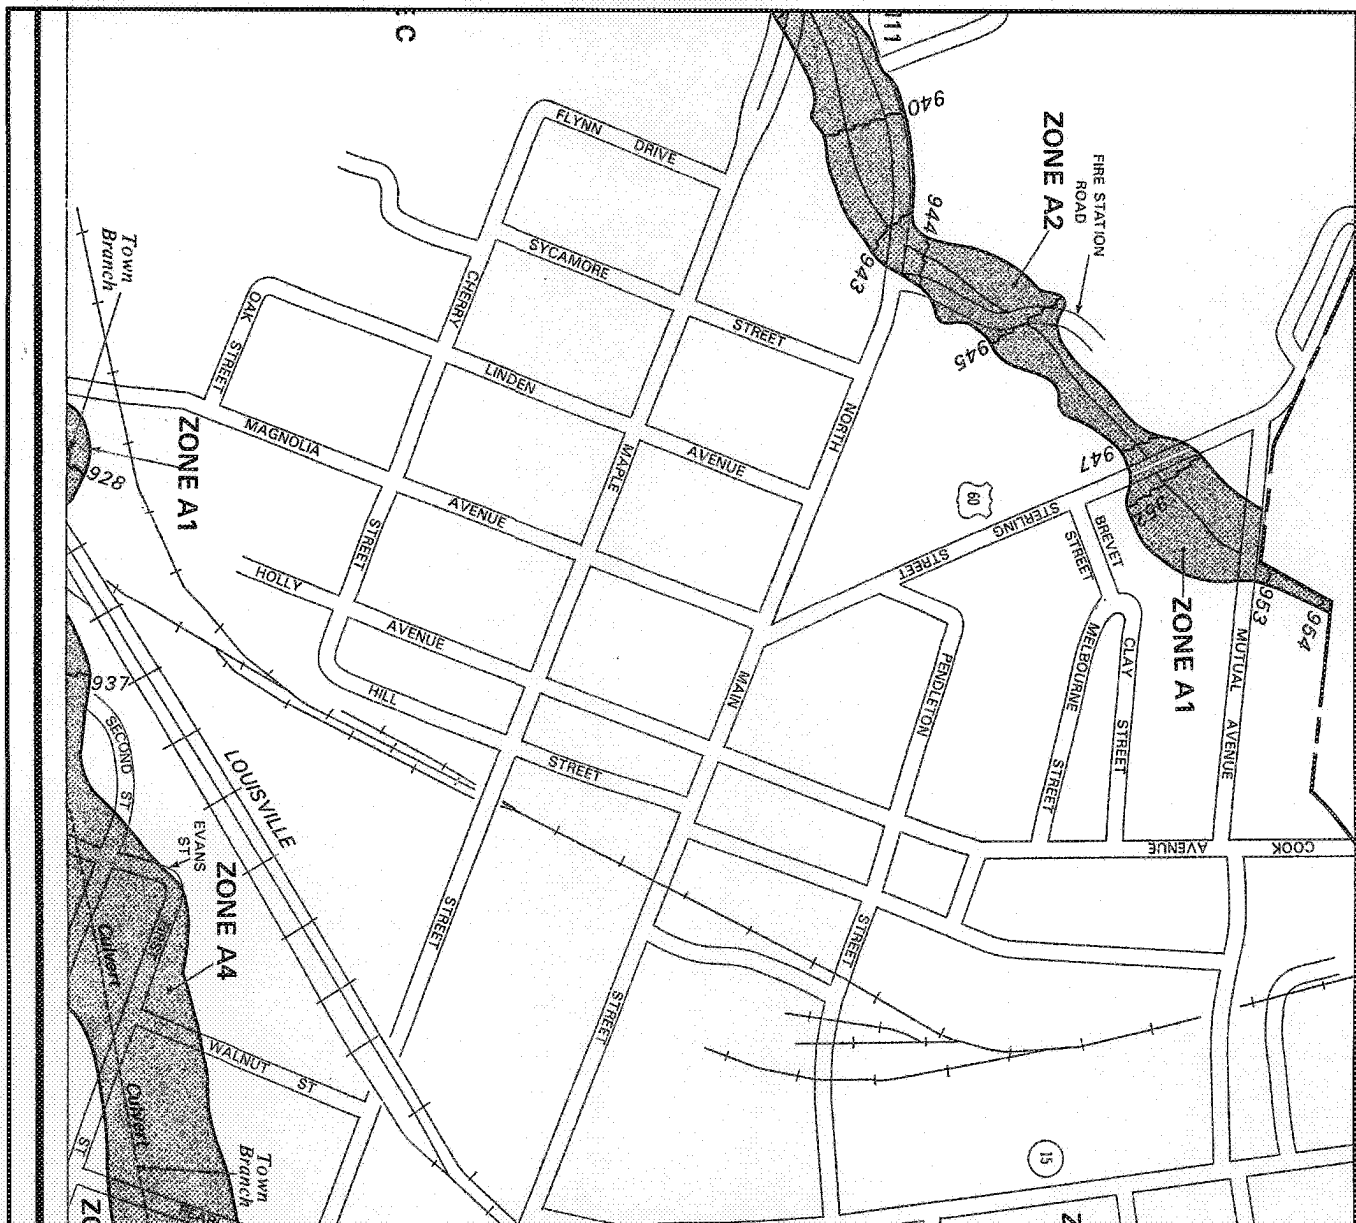 C
11
940
ZONE A2
FIRE STATION
ROAD
944
943
945
947
952
953
954
ZONE A1
FLYNN DRIVE
SYCAMORE STREET
CHERRY STREET
OAK STREET
LINDEN AVENUE
MAGNOLIA AVENUE
MAPLE STREET
NORTH
MAIN STREET
HOLLY AVENUE
HILL STREET
60
STERLING STREET
BREVET STREET
CLAY STREET
MELBOURNE STREET
PENDLETON STREET
MUTUAL AVENUE
COOK AVENUE
Town
Branch
ZONE A1
928
937
SECOND ST
LOUISVILLE
EVANS
ST
ZONE A4
Culvert
WALNUT ST
Culvert
ST
Town
Branch
15